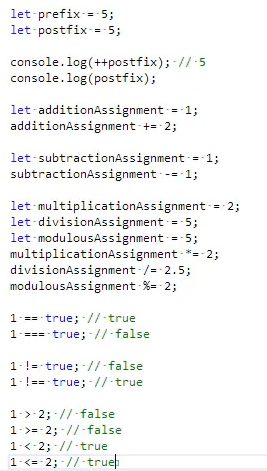 let prefix = 5;
let postfix = 5;
console.log(++postfix); // 5
console.log(postfix);
let additionAssignment = 1;
additionAssignment += 2;
let subtractionAssignment = 1;
subtractionAssignment -= 1;
let multiplicationAssignment = 2;
let divisionAssignment = 5;
let modulousAssignment = 5;
multiplicationAssignment *= 2;
divisionAssignment /= 2.5;
modulousAssignment %= 2;
1 == true; // true
1 === true; // false
1 != true; // false
1 !== true; // true
1 > 2; // false
1 >= 2; // false
1 < 2; // true
1 <= 2; // true